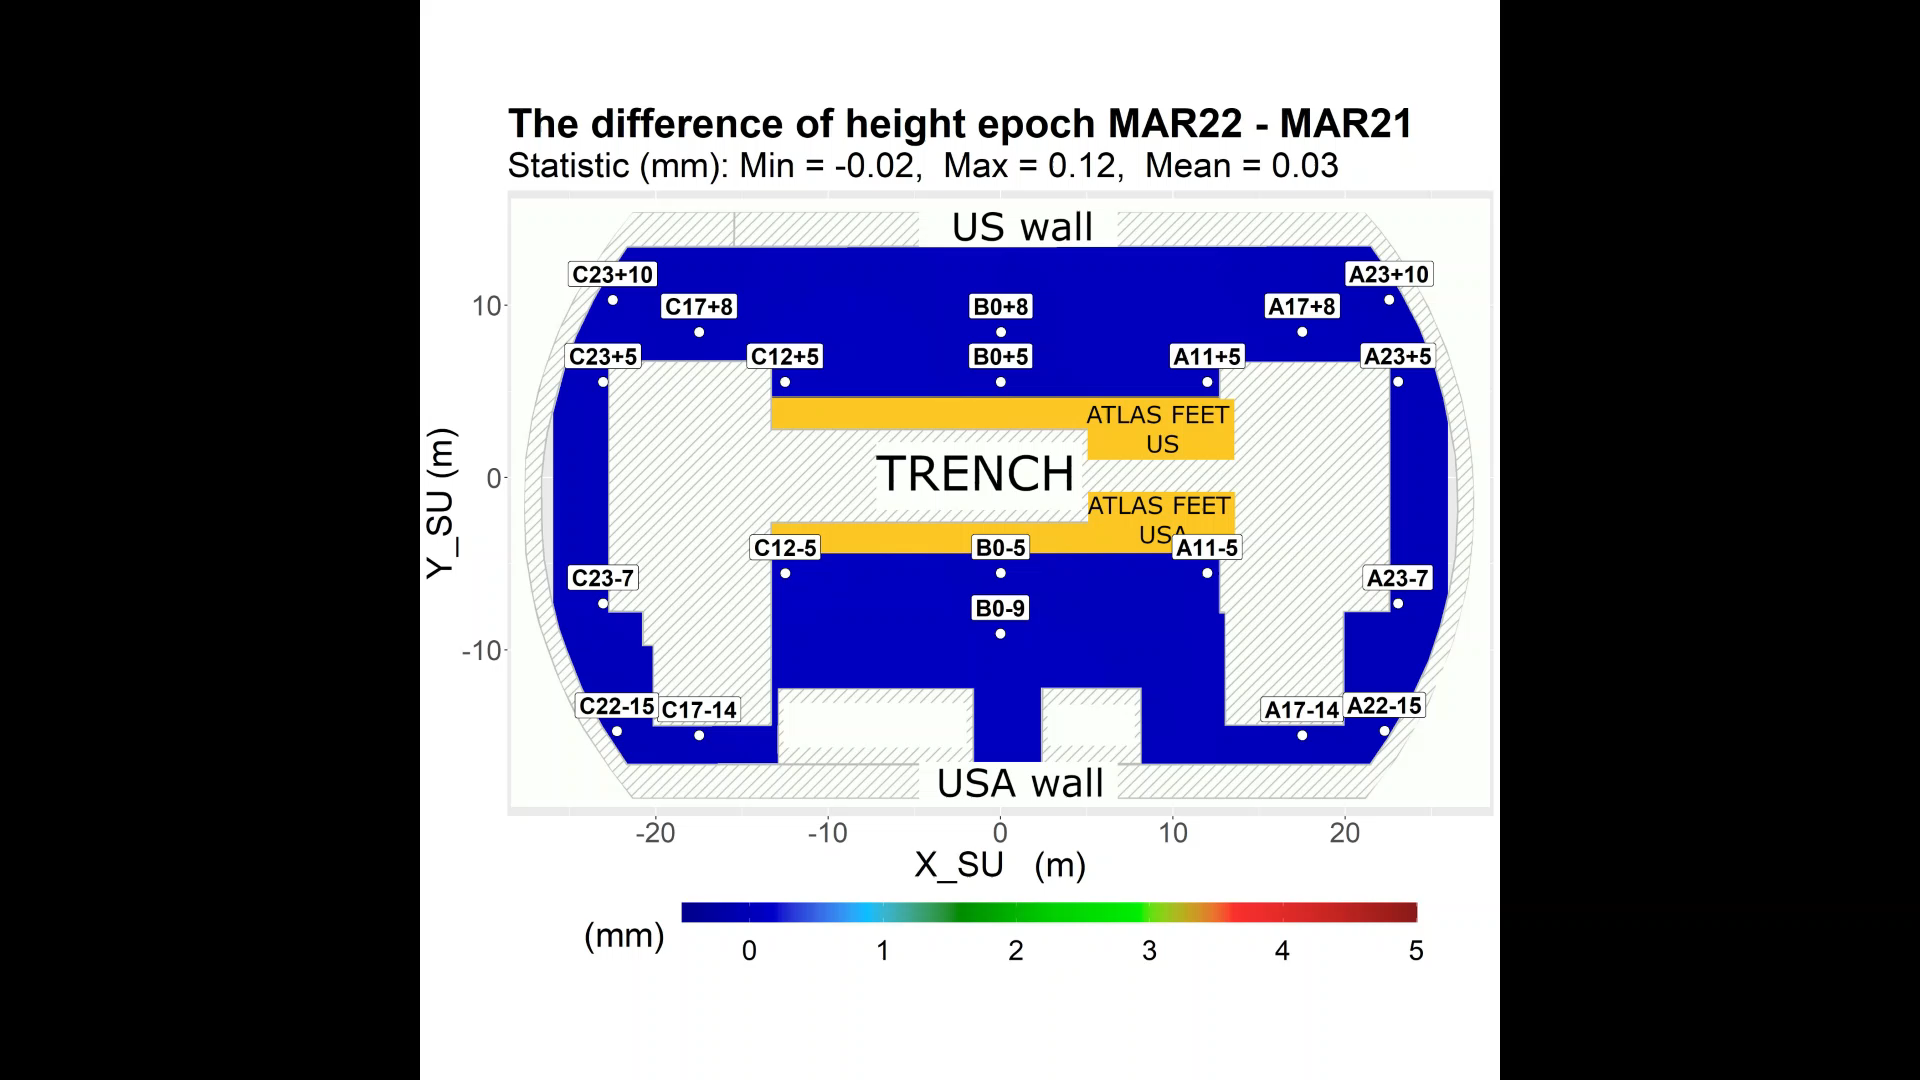 The difference of height epoch MAR22 - MAR21
Statistic (mm): Min = -0.02,  Max = 0.12,  Mean = 0.03
US wall
C23+10
A23+10
C17+8
B0+8
A17+8
10
C23+5
C12+5
B0+5
A11+5
A23+5
ATLAS FEET
US
TRENCH
0
Y_SU (m)
ATLAS FEET
USA
C12-5
B0-5
A11-5
C23-7
A23-7
B0-9
-10
C22-15
C17-14
A17-14
A22-15
USA wall
-20
-10
0
10
20
X_SU (m)
(mm)
0
1
2
3
4
5